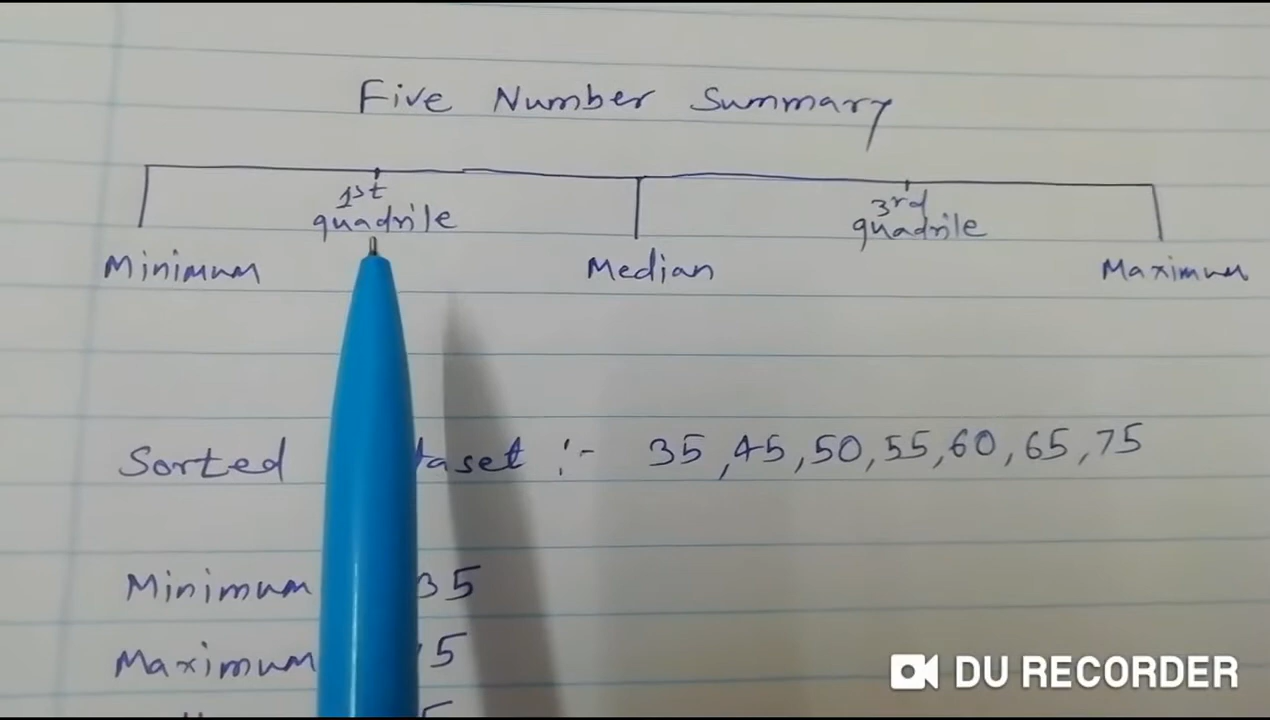 Five Number Summary
1st
quadrile
3rd
quadrile
Minimum Median Maximum
Sorted taset :- 35, 45, 50, 55, 60, 65, 75
Minimum 35
Maximum 5
DU RECORDER